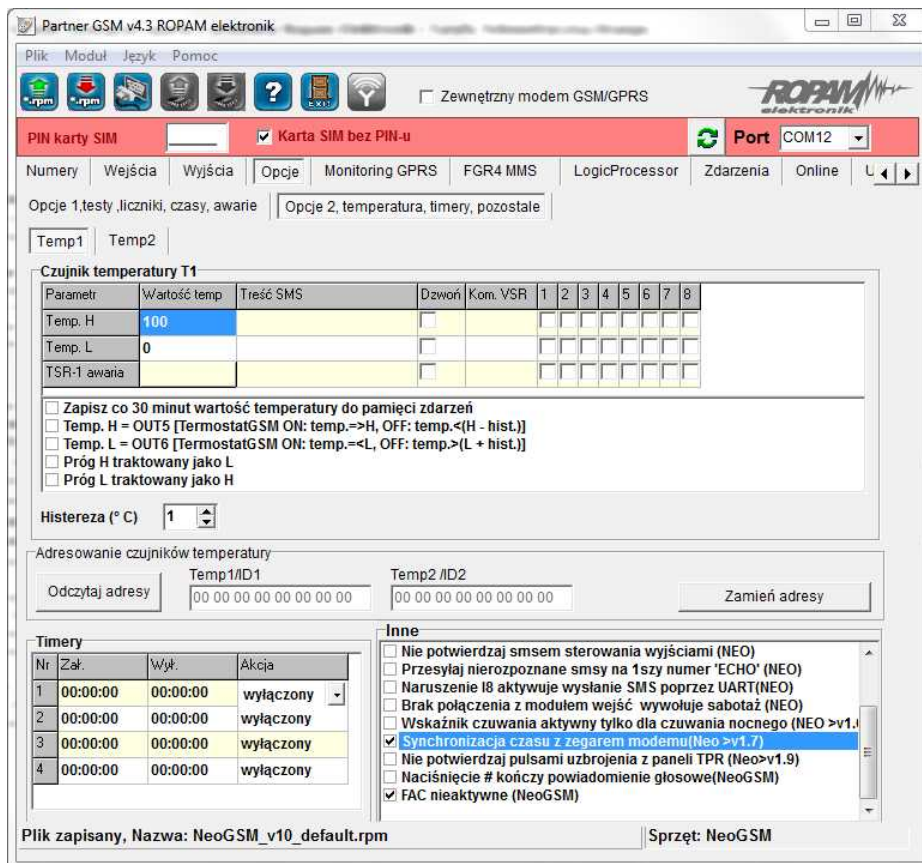 Partner GSM v4.3 ROPAM elektronik
Plik Moduł Język Pomoc
.rpm .rpm ? EXIT Zewnętrzny modem GSM/GPRS ROPAM elektronik
PIN karty SIM Karta SIM bez PIN-u Port COM12
Numery Wejścia Wyjścia Opcje Monitoring GPRS FGR4 MMS LogicProcessor Zdarzenia Online U
Opcje 1,testy ,liczniki, czasy, awarie Opcje 2, temperatura, timery, pozostale
Temp1 Temp2
Czujnik temperatury T1
Parametr Wartość temp Treść SMS Dzwoń Kom. VSR 1 2 3 4 5 6 7 8
Temp. H 100
Temp. L 0
TSR-1 awaria
Zapisz co 30 minut wartość temperatury do pamięci zdarzeń
Temp. H = OUT5 [TermostatGSM ON: temp.=>H, OFF: temp.<(H - hist.)]
Temp. L = OUT6 [TermostatGSM ON: temp.=<L, OFF: temp.>(L + hist.)]
Próg H traktowany jako L
Próg L traktowany jako H
Histereza (° C) 1
Adresowanie czujników temperatury
Odczytaj adresy Temp1/ID1 Temp2 /ID2 Zamień adresy
00 00 00 00 00 00 00 00 00 00 00 00 00 00
Timery
Nr Zał. Wył. Akcja
1 00:00:00 00:00:00 wyłączony
2 00:00:00 00:00:00 wyłączony
3 00:00:00 00:00:00 wyłączony
4 00:00:00 00:00:00 wyłączony
Inne
Nie potwierdzaj smsem sterowania wyjściami (NEO)
Przesyłaj nierozpoznane smsy na 1szy numer 'ECHO' (NEO)
Naruszenie I8 aktywuje wysłanie SMS poprzez UART(NEO)
Brak połączenia z modułem wejść wywołuje sabotaż (NEO)
Wskaźnik czuwania aktywny tylko dla czuwania nocnego (NEO >v1.
Synchronizacja czasu z zegarem modemu(Neo >v1.7)
Nie potwierdzaj pulsami uzbrojenia z paneli TPR (Neo>v1.9)
Naciśnięcie # kończy powiadomienie głosowe(NeoGSM)
FAC nieaktywne (NeoGSM)
Plik zapisany, Nazwa: NeoGSM_v10_default.rpm Sprzęt: NeoGSM